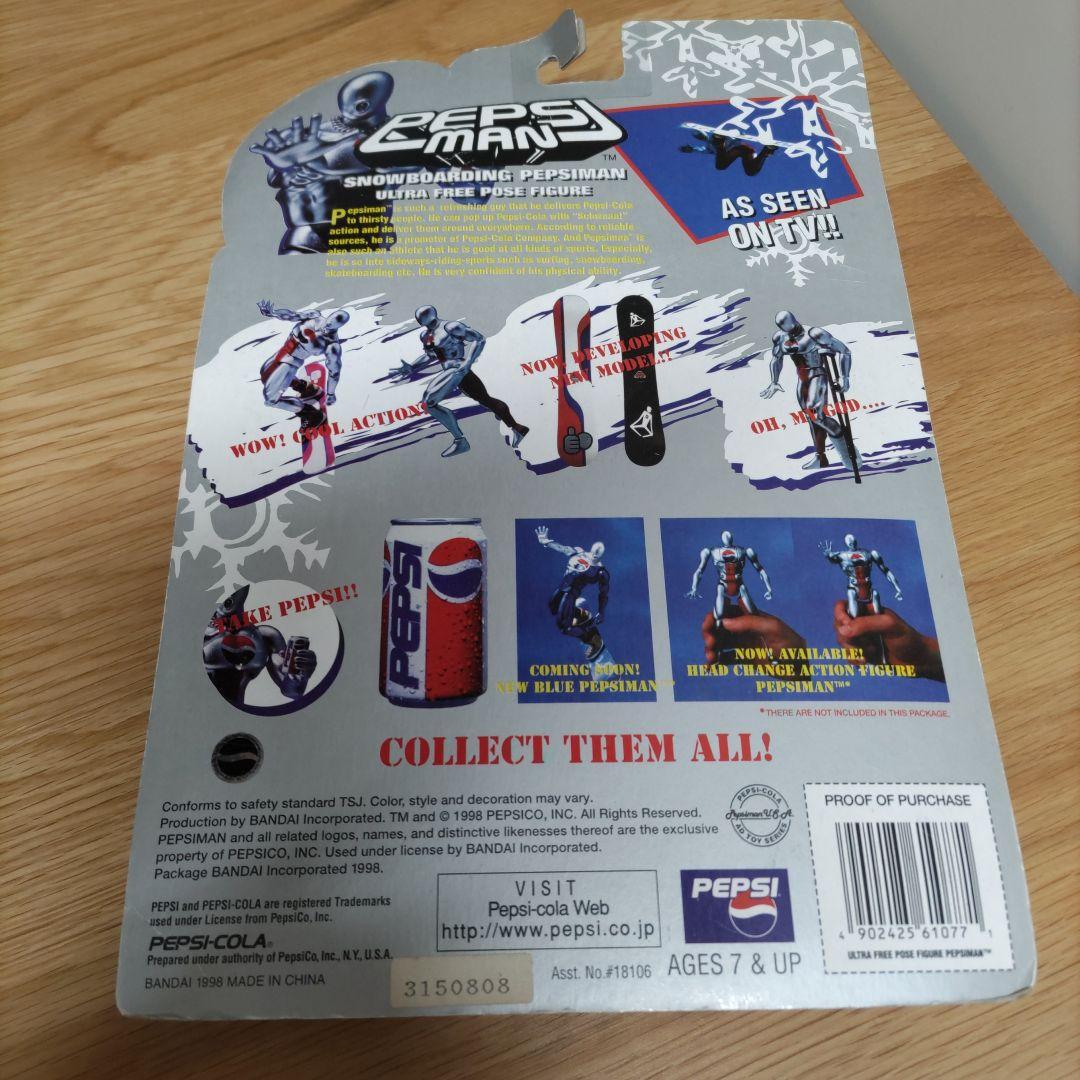 PEPSI
MAN
TM
SNOWBOARDING PEPSIMAN
ULTRA FREE POSE FIGURE
Pepsiman™ is such a refreshing guy that he delivers Pepsi-Cola
to thirsty people. He can pop up Pepsi-Cola with
action and deliver them around everywhere. According to reliable
sources, he is a promoter of Pepsi-Cola Company. And Pepsiman™ is
also such an athlete that he is good at all kinds of sports. Especially,
he is so into sideways-riding-sports such as surfing, snowboarding,
skateboarding etc. He is very confident of his physical ability.
AS SEEN
ON TV!!
WOW! COOL ACTION!
NOW, DEVELOPING
NEW MODEL!!
OH, MY GOD....
TAKE PEPSI!!
PEPSI
COMING SOON!
NEW BLUE PEPSIMAN™*
NOW! AVAILABLE!
HEAD CHANGE ACTION FIGURE
PEPSIMAN™*
*THERE ARE NOT INCLUDED IN THIS PACKAGE.
COLLECT THEM ALL!
Conforms to safety standard TSJ. Color, style and decoration may vary.
Production by BANDAI Incorporated. TM and © 1998 PEPSICO, INC. All Rights Reserved.
PEPSIMAN and all related logos, names, and distinctive likenesses thereof are the exclusive
property of PEPSICO, INC. Used under license by BANDAI Incorporated.
Package BANDAI Incorporated 1998.
PEPSI-COLA
Pepsiman U.S.A.
AD TOY SERIES
PROOF OF PURCHASE
4 902425 61077 1
ULTRA FREE POSE FIGURE PEPSIMAN™
PEPSI and PEPSI-COLA are registered Trademarks
used under License from PepsiCo, Inc.
PEPSI-COLA®
Prepared under authority of PepsiCo, Inc., N.Y., U.S.A.
BANDAI 1998 MADE IN CHINA
VISIT
Pepsi-cola Web
http://www.pepsi.co.jp
PEPSI
3150808
Asst. No.#18106
AGES 7 & UP